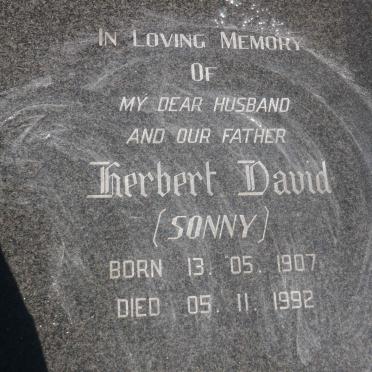 In Loving Memory
Of
MY DEAR HUSBAND
AND OUR FATHER
Herbert David
(SONNY)
BORN 13. 05. 1907
DIED 05. 11. 1992